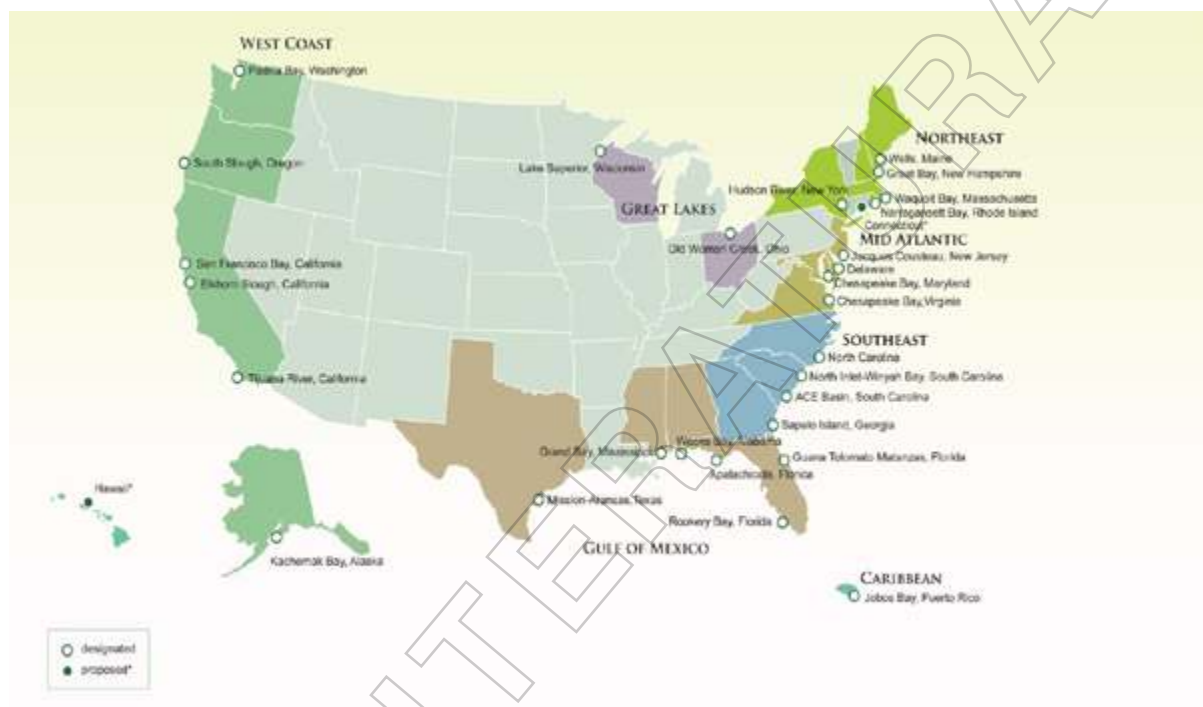 WEST COAST
Padilla Bay, Washington
South Slough, Oregon
San Francisco Bay, California
Elkhorn Slough, California
Tijuana River, California
Lake Superior, Wisconsin
GREAT LAKES
Old Woman Creek, Ohio
NORTHEAST
Wells, Maine
Great Bay, New Hampshire
Hudson River, New York
Waquoit Bay, Massachusetts
Narragansett Bay, Rhode Island
Connecticut*
MID ATLANTIC
Jacques Cousteau, New Jersey
Delaware
Chesapeake Bay, Maryland
Chesapeake Bay, Virginia
SOUTHEAST
North Carolina
North Inlet-Winyah Bay, South Carolina
ACE Basin, South Carolina
Sapelo Island, Georgia
Weeks Bay, Alabama
Grand Bay, Mississippi
Guana Tolomato Matanzas, Florida
Apalachicola, Florida
Mission-Aransas, Texas
Rookery Bay, Florida
GULF OF MEXICO
Hawaii*
Kachemak Bay, Alaska
CARIBBEAN
Jobos Bay, Puerto Rico
designated
proposed*